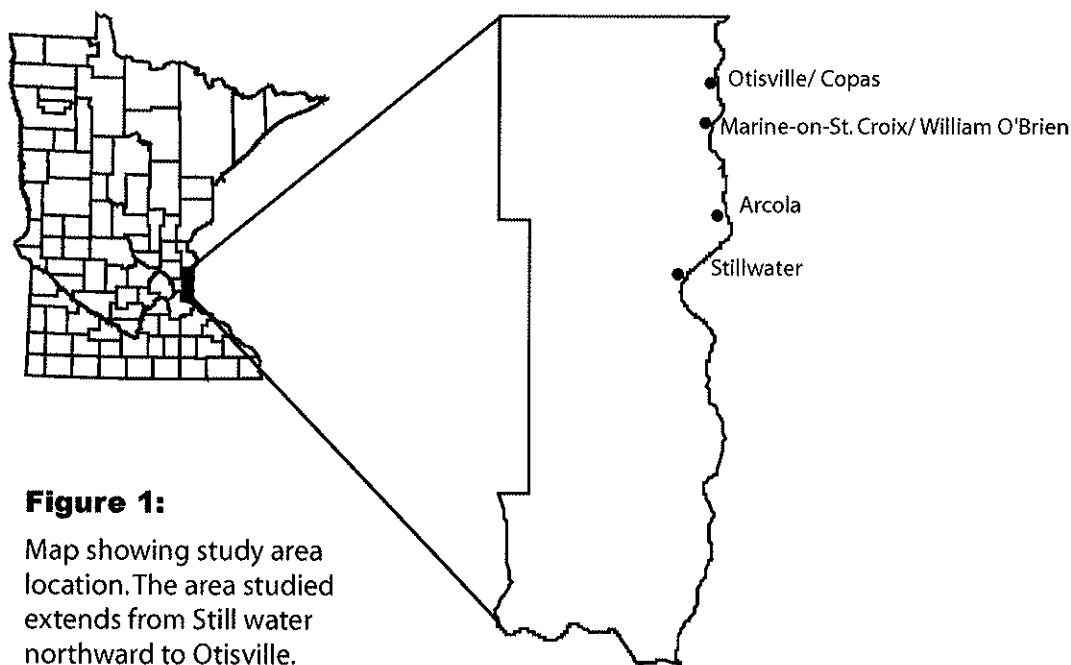 Otisville/ Copas
Marine-on-St. Croix/ William O'Brien
Arcola
Stillwater
Figure 1:
Map showing study area
location. The area studied
extends from Still water
northward to Otisville.